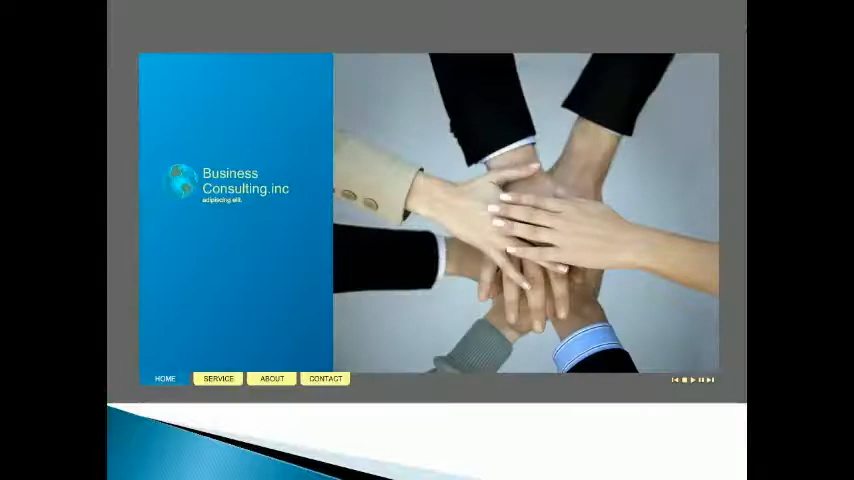 Business
Consulting.inc
adipiscing elit.
HOME
SERVICE
ABOUT
CONTACT